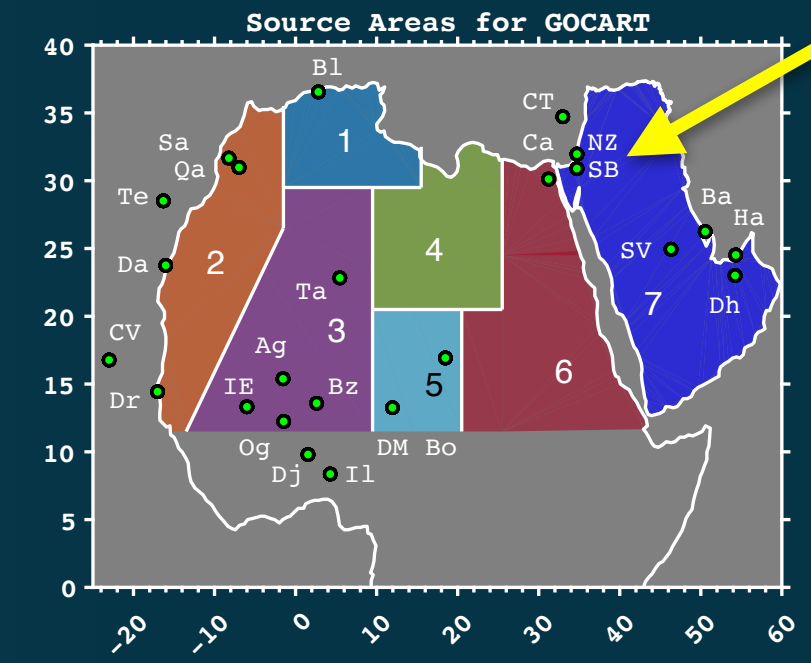 Source Areas for GOCART
40
35
30
25
20
15
10
5
0
Bl
CT
Sa
1
Ca
NZ
Qa
SB
Te
Ba
Ha
Da
2
4
SV
Ta
7
Dh
CV
3
Ag
IE
Bz
5
6
Dr
Og
DM
Bo
Dj
Il
-20
-10
0
10
20
30
40
50
60